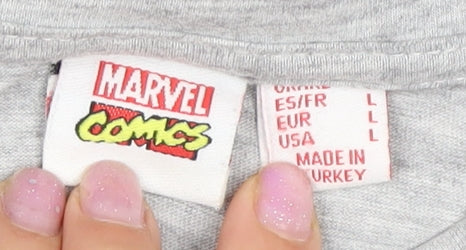 MARVEL
COMICS
ES/FR L
EUR L
USA L
MADE IN
TURKEY